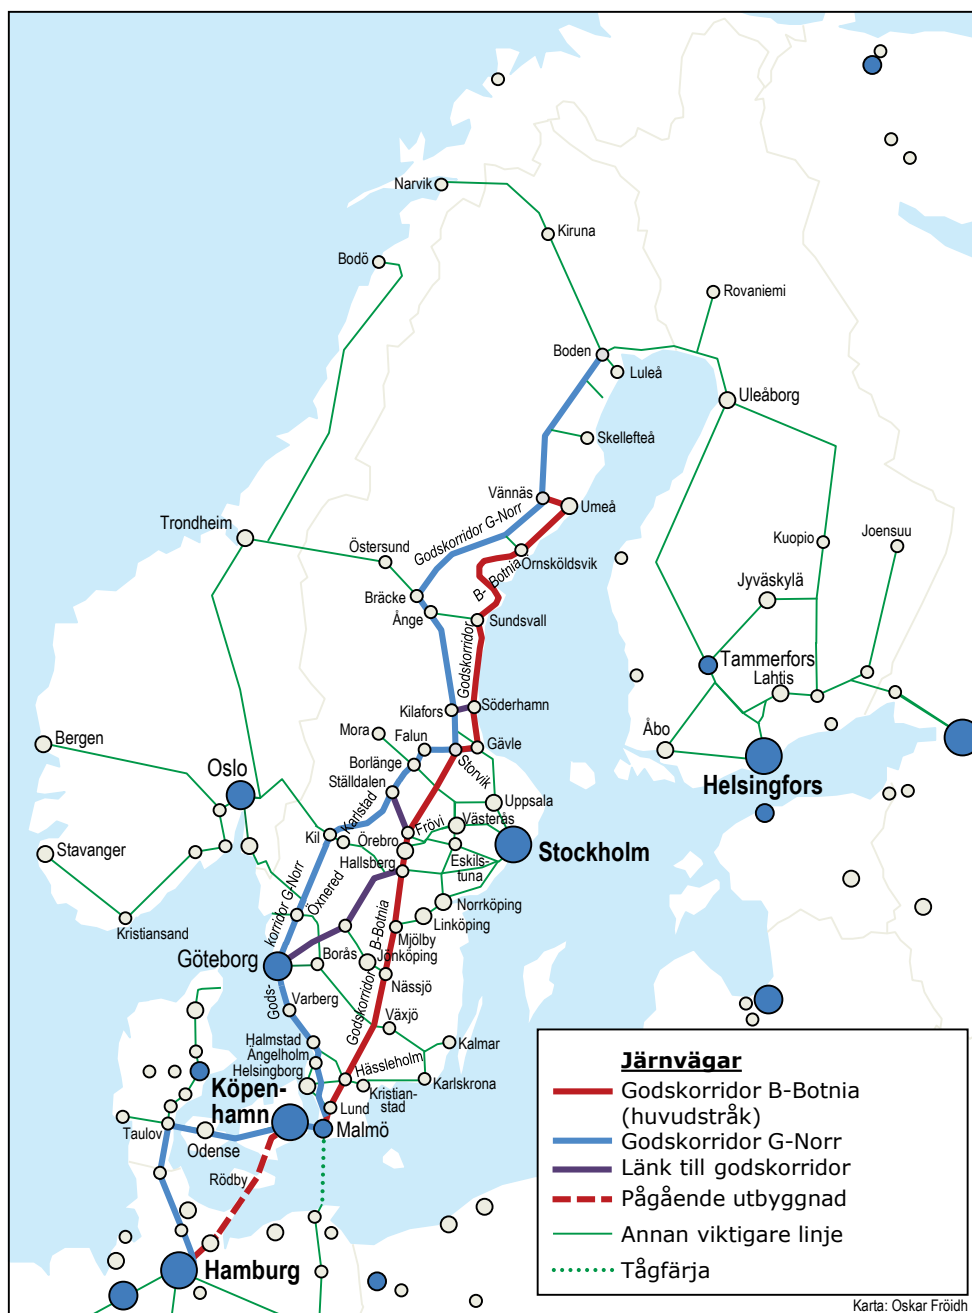 Narvik
Kiruna
Bodö
Rovaniemi
Boden
Luleå
Uleåborg
Skellefteå
Vännäs
Umeå
Godskorridor G-Norr
Trondheim
Östersund
Örnsköldsvik
B-Botnia
Kuopio
Joensuu
Jyväskylä
Bräcke
Ånge
Sundsvall
Godskorridor
Tammerfors
Lahtis
Kilafors
Söderhamn
Mora
Falun
Gävle
Storvik
Åbo
Bergen
Borlänge
Oslo
Ställdalen
Helsingfors
Uppsala
Karlstad
Kil
Frövi
Västerås
Örebro
Stockholm
Stavanger
Hallsberg
Eskils-
tuna
Öxnered
korridor G-Norr
Norrköping
Linköping
Kristiansand
B-Botnia
Mjölby
Göteborg
Borås
Jönköping
Nässjö
Gods-
Varberg
Godskorridor
Växjö
Halmstad
Kalmar
Ängelholm
Helsingborg
Hässleholm
Karlskrona
Kristian-
stad
Köpen-
hamn
Lund
Malmö
Taulov
Odense
Rödby
Hamburg
Järnvägar
Godskorridor B-Botnia
(huvudstråk)
Godskorridor G-Norr
Länk till godskorridor
Pågående utbyggnad
Annan viktigare linje
Tågfärja
Karta: Oskar Fröidh